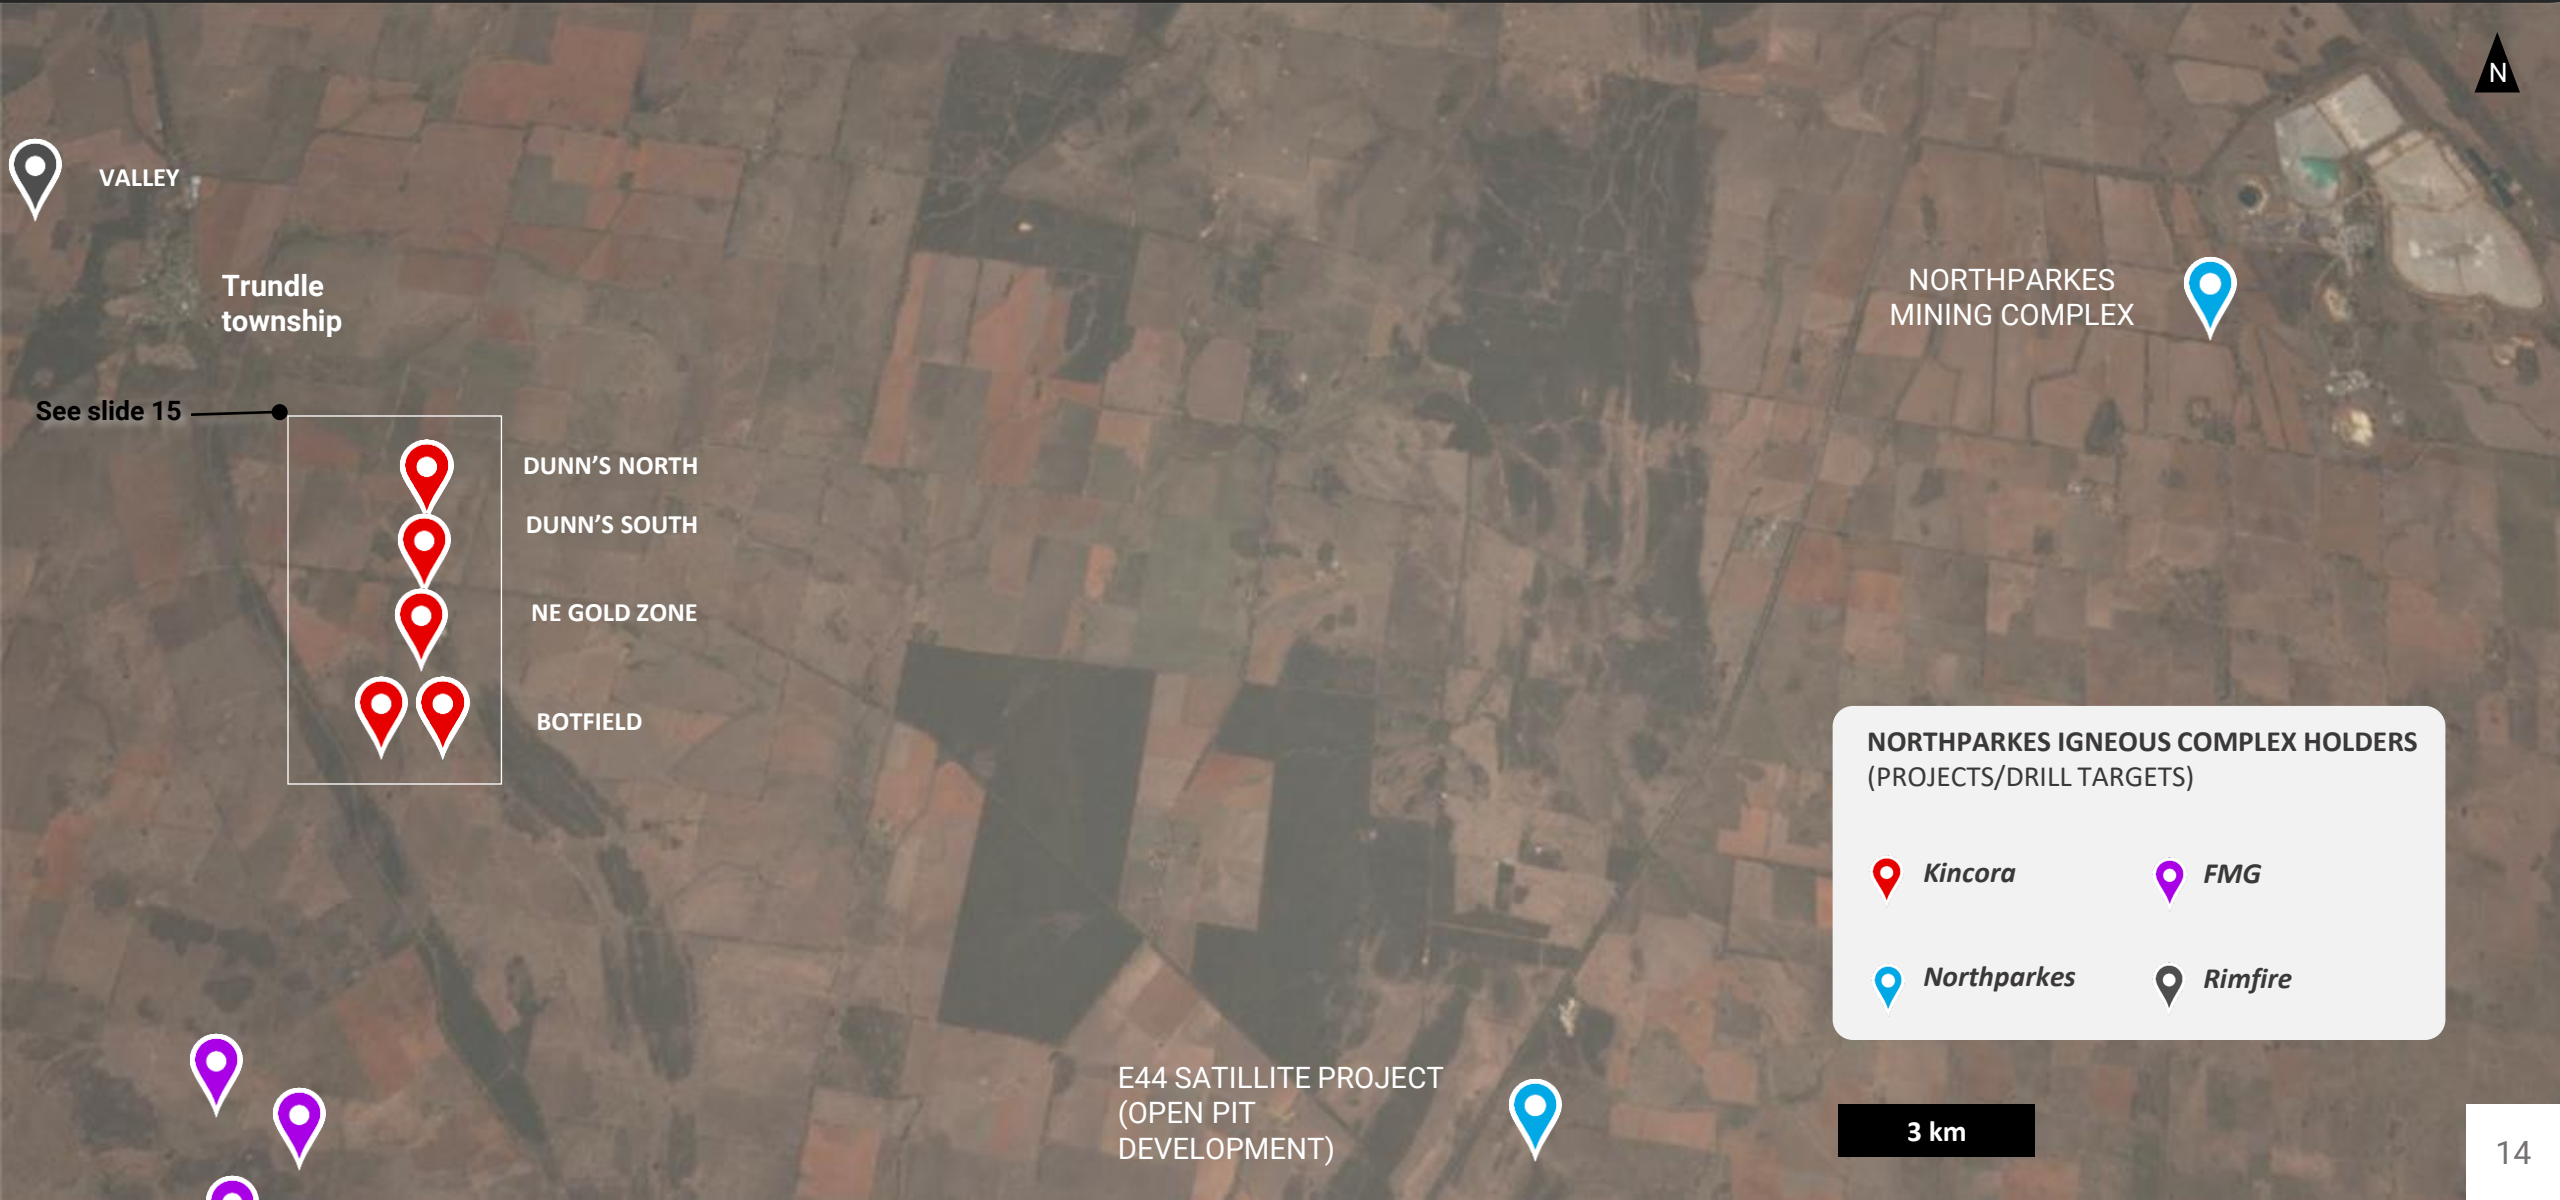 N
VALLEY
Trundle
township
NORTHPARKES
MINING COMPLEX
See slide 15
DUNN’S NORTH
DUNN’S SOUTH
NE GOLD ZONE
BOTFIELD
NORTHPARKES IGNEOUS COMPLEX HOLDERS
(PROJECTS/DRILL TARGETS)
Kincora
FMG
Northparkes
Rimfire
E44 SATILLITE PROJECT
(OPEN PIT
DEVELOPMENT)
3 km
14